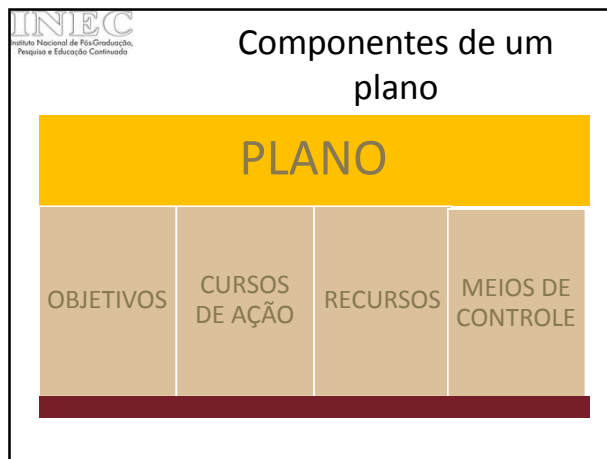 INEC
Instituto Nacional de Pós-Graduação,
Pesquisa e Educação Continuada
Componentes de um
plano
PLANO
OBJETIVOS
CURSOS
DE AÇÃO
RECURSOS
MEIOS DE
CONTROLE